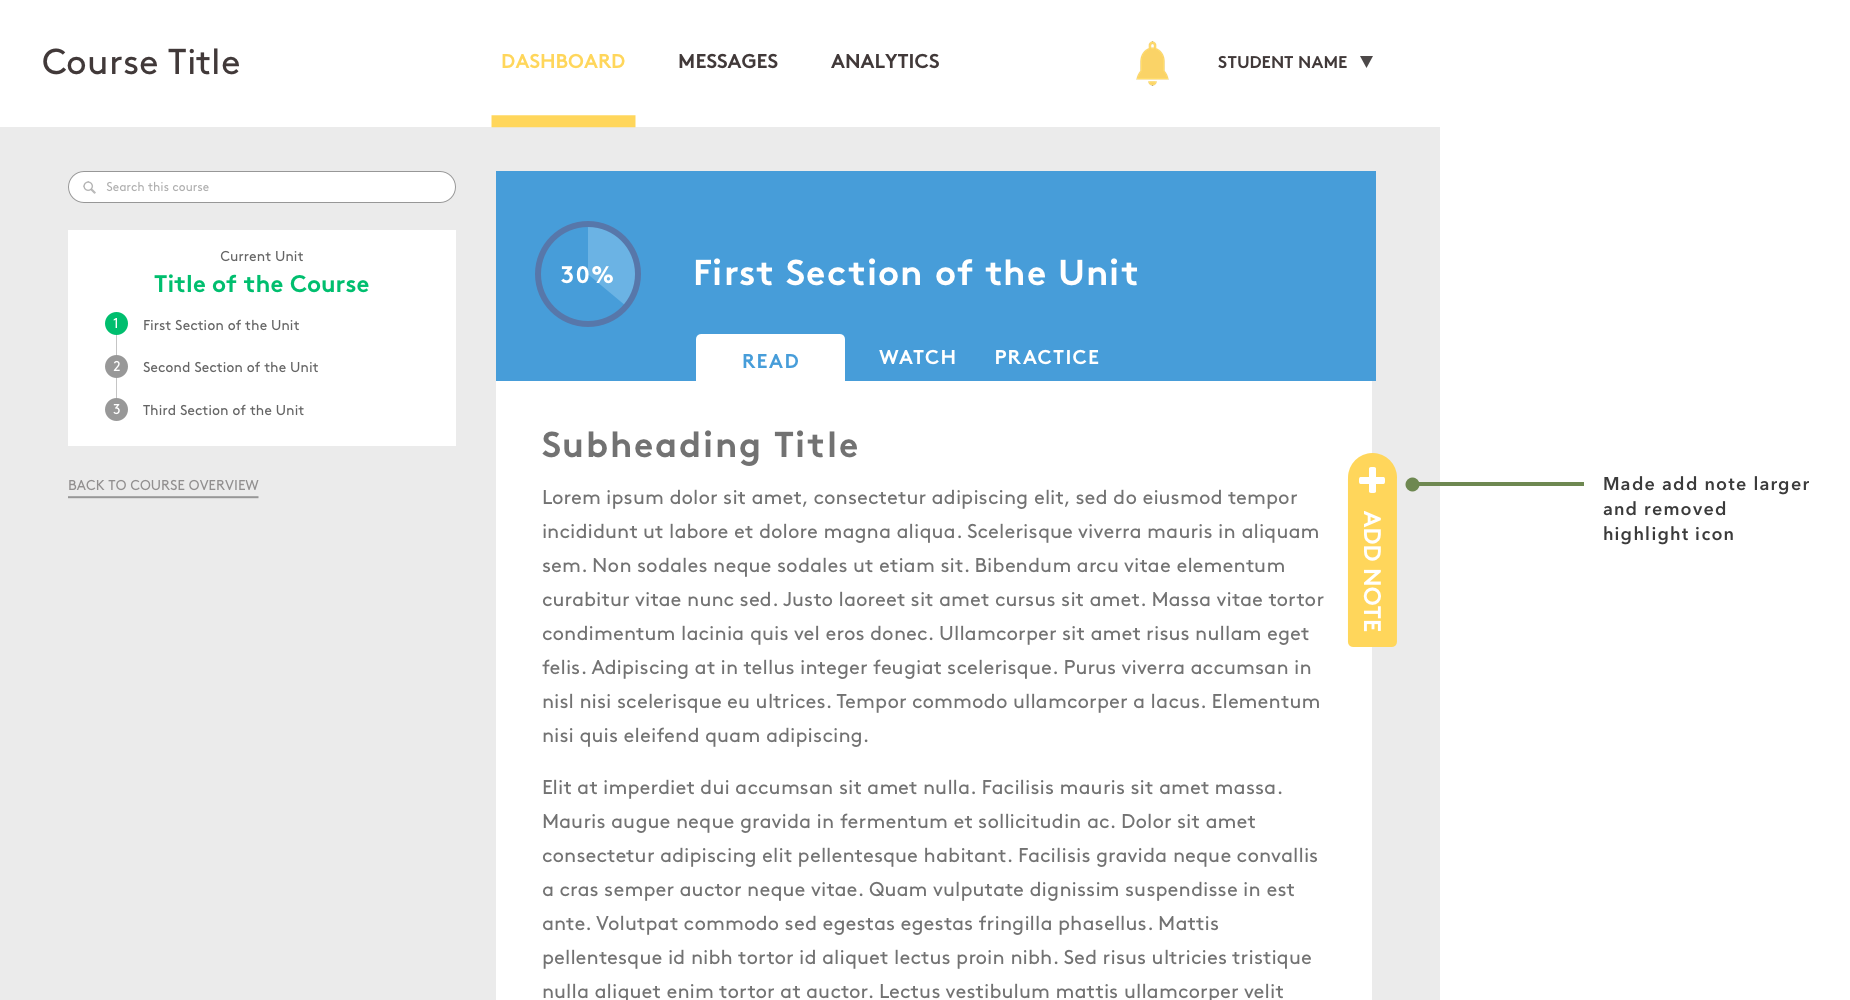 Course Title
DASHBOARD
MESSAGES
ANALYTICS
STUDENT NAME
Search this course
Current Unit
Title of the Course
1 First Section of the Unit
2 Second Section of the Unit
3 Third Section of the Unit
BACK TO COURSE OVERVIEW
30%
First Section of the Unit
READ
WATCH
PRACTICE
Subheading Title
Lorem ipsum dolor sit amet, consectetur adipiscing elit, sed do eiusmod tempor
incididunt ut labore et dolore magna aliqua. Scelerisque viverra mauris in aliquam
sem. Non sodales neque sodales ut etiam sit. Bibendum arcu vitae elementum
curabitur vitae nunc sed. Justo laoreet sit amet cursus sit amet. Massa vitae tortor
condimentum lacinia quis vel eros donec. Ullamcorper sit amet risus nullam eget
felis. Adipiscing at in tellus integer feugiat scelerisque. Purus viverra accumsan in
nisl nisi scelerisque eu ultrices. Tempor commodo ullamcorper a lacus. Elementum
nisi quis eleifend quam adipiscing.
Elit at imperdiet dui accumsan sit amet nulla. Facilisis mauris sit amet massa.
Mauris augue neque gravida in fermentum et sollicitudin ac. Dolor sit amet
consectetur adipiscing elit pellentesque habitant. Facilisis gravida neque convallis
a cras semper auctor neque vitae. Quam vulputate dignissim suspendisse in est
ante. Volutpat commodo sed egestas egestas fringilla phasellus. Mattis
pellentesque id nibh tortor id aliquet lectus proin nibh. Sed risus ultricies tristique
nulla aliquet enim tortor at auctor. Lectus vestibulum mattis ullamcorper velit
ADD NOTE
Made add note larger
and removed
highlight icon